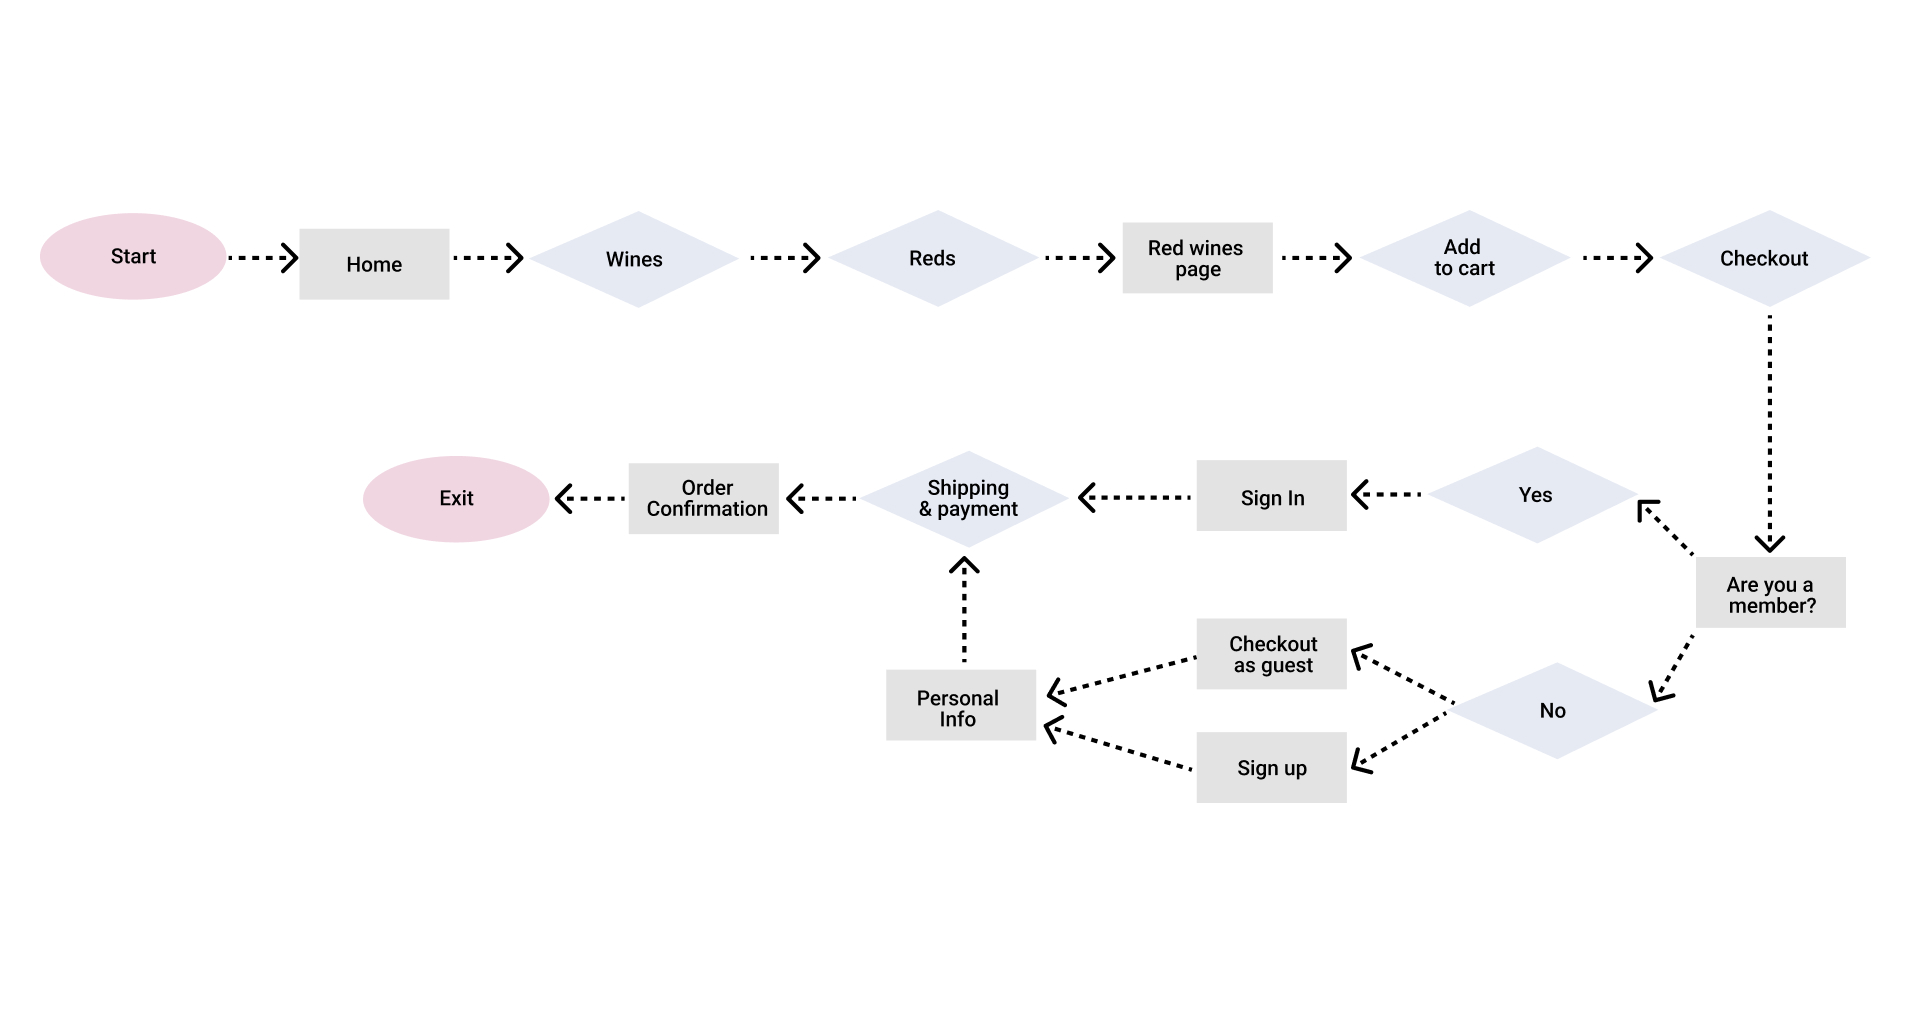 Start
Home
Wines
Reds
Red wines
page
Add
to cart
Checkout
Exit
Order
Confirmation
Shipping
& payment
Sign In
Yes
Are you a
member?
Checkout
as guest
Personal
Info
No
Sign up